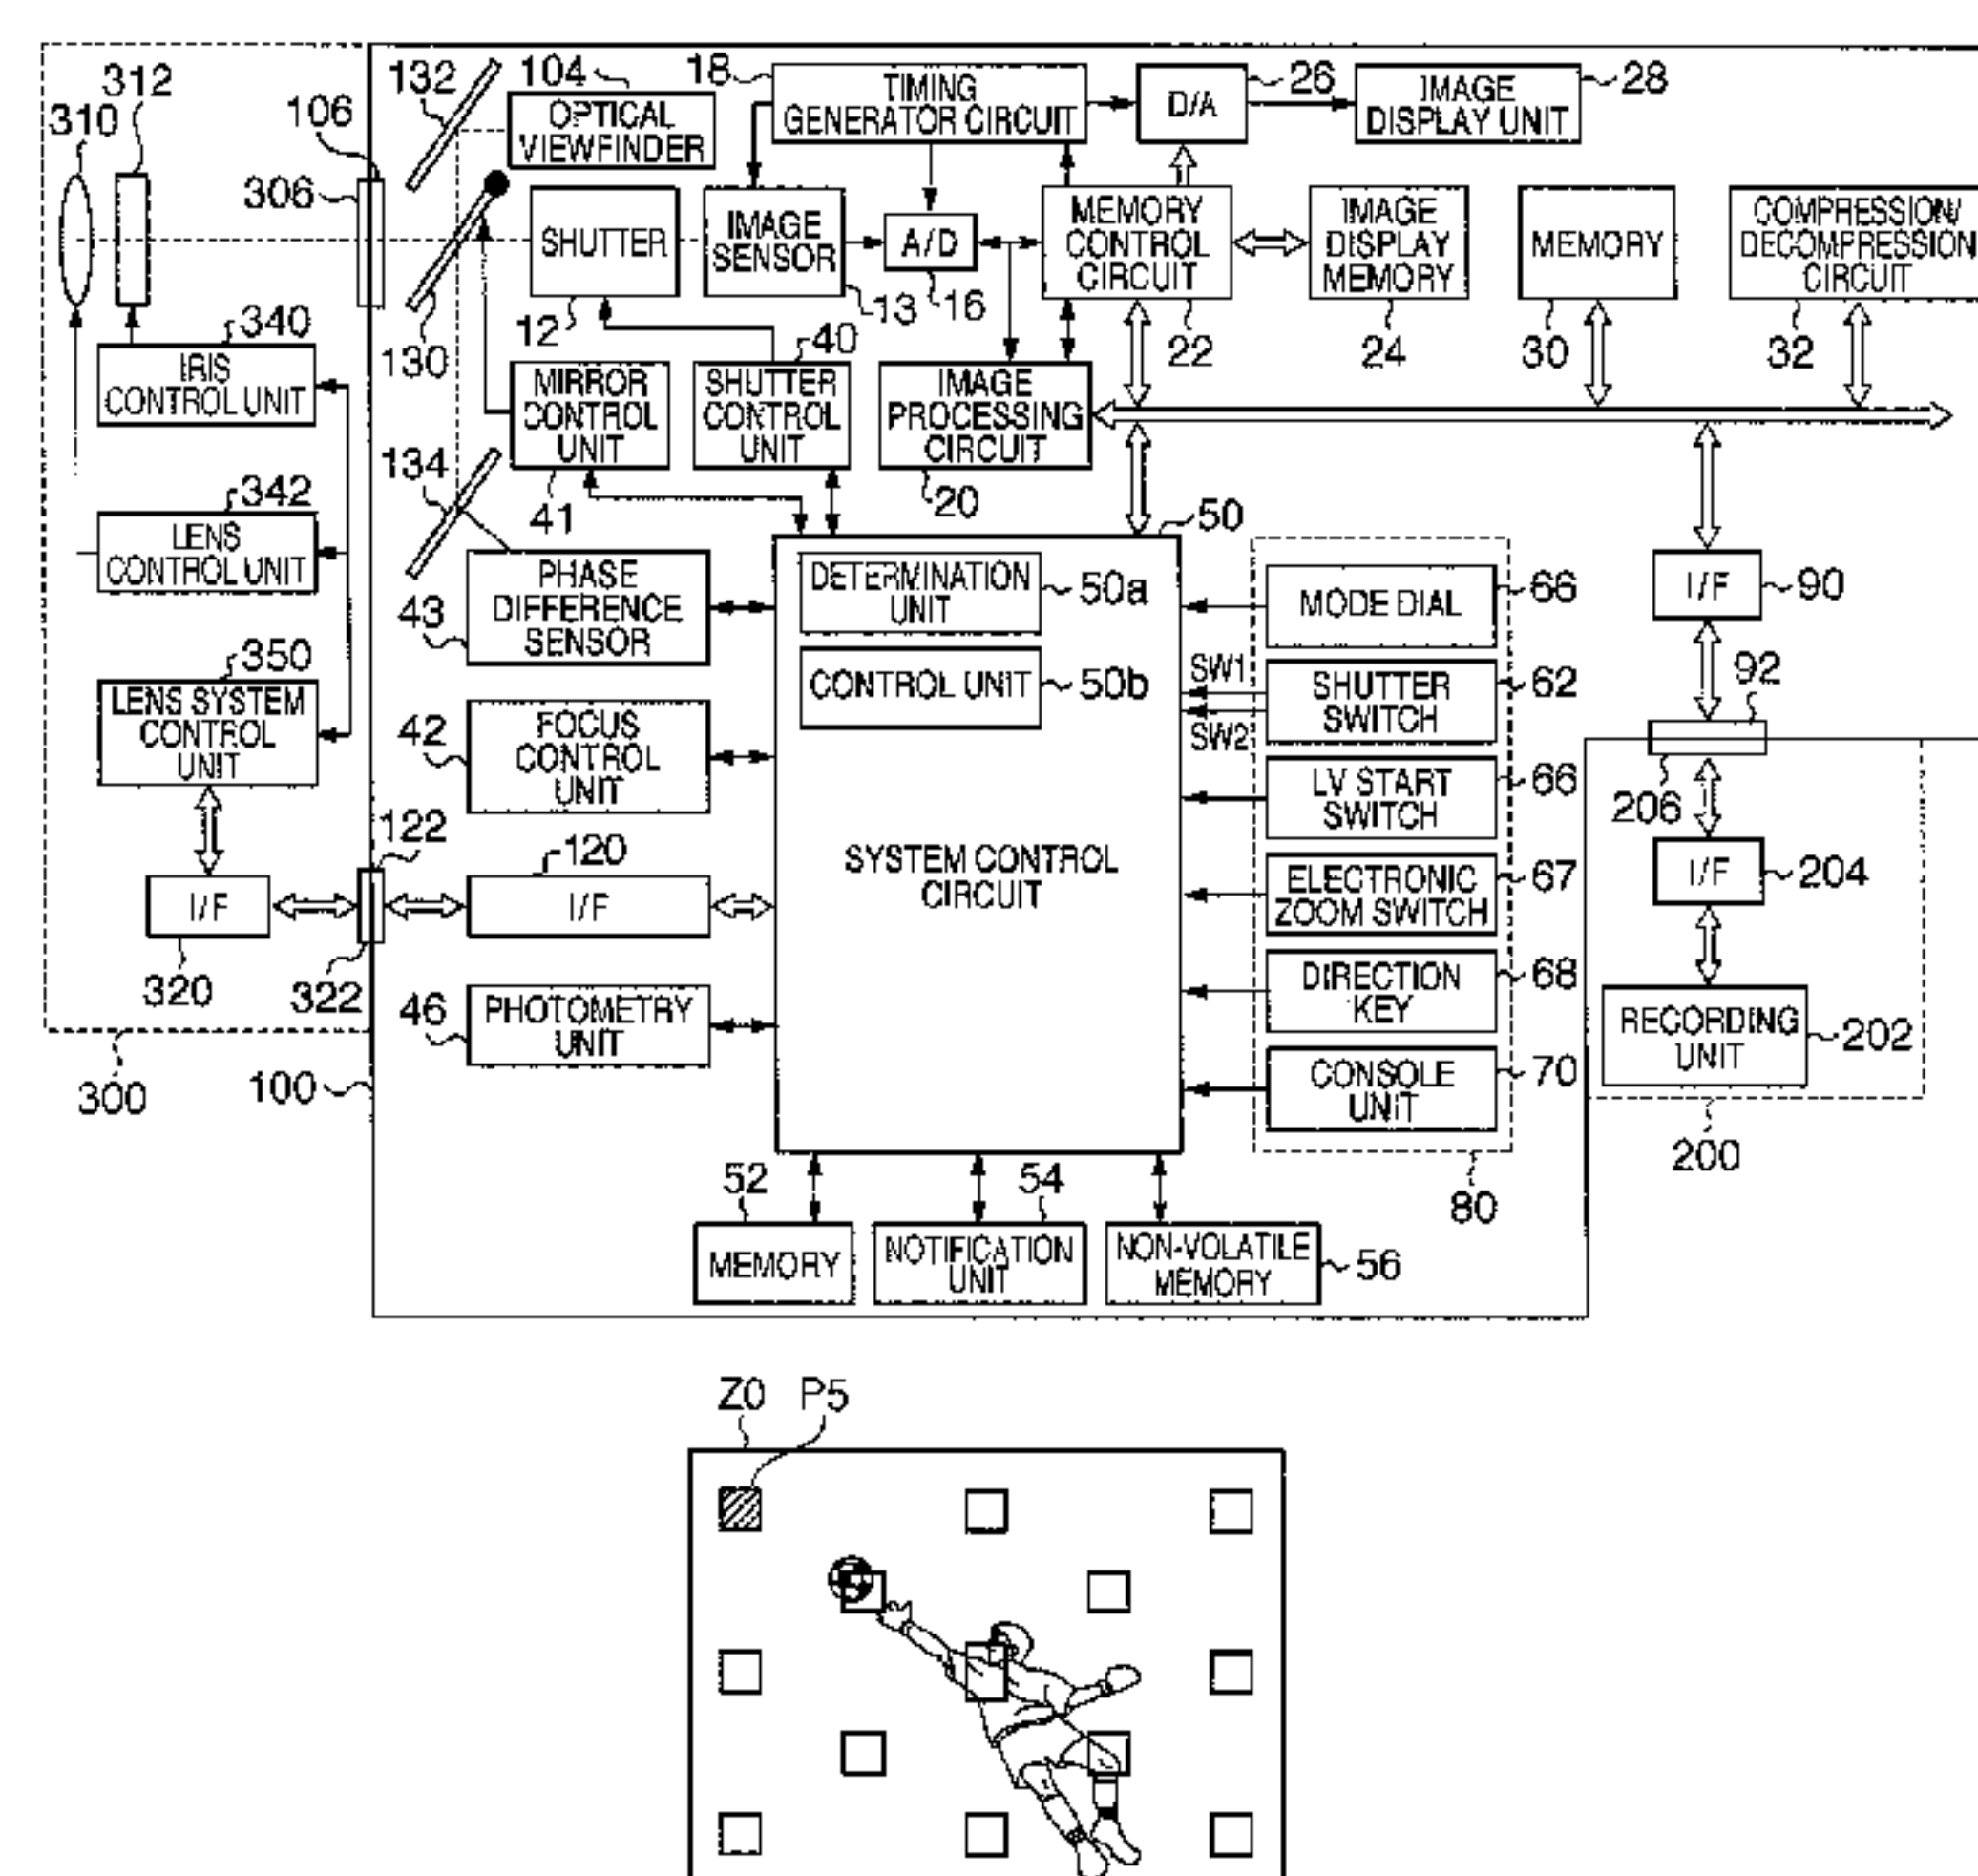 310
312
106
306
132
104
OPTICAL
VIEWFINDER
18
TIMING
GENERATOR CIRCUIT
D/A
26
IMAGE
DISPLAY UNIT
28
SHUTTER
12
IMAGE
SENSOR
13
A/D
16
MEMORY
CONTROL
CIRCUIT
22
IMAGE
DISPLAY
MEMORY
24
MEMORY
30
COMPRESSION/
DECOMPRESSION
CIRCUIT
32
340
IRIS
CONTROL UNIT
130
MIRROR
CONTROL
UNIT
41
40
SHUTTER
CONTROL
UNIT
IMAGE
PROCESSING
CIRCUIT
20
342
LENS
CONTROL UNIT
134
PHASE
DIFFERENCE
SENSOR
43
50
DETERMINATION
UNIT
50a
CONTROL UNIT
50b
SYSTEM CONTROL
CIRCUIT
MODE DIAL
66
SW1
SW2
SHUTTER
SWITCH
62
LV START
SWITCH
66
ELECTRONIC
ZOOM SWITCH
67
DIRECTION
KEY
68
CONSOLE
UNIT
70
80
I/F
90
92
206
I/F
204
RECORDING
UNIT
202
200
350
LENS SYSTEM
CONTROL
UNIT
42
FOCUS
CONTROL
UNIT
122
120
I/F
I/F
320
322
46
PHOTOMETRY
UNIT
300
100
52
MEMORY
54
NOTIFICATION
UNIT
NON-VOLATILE
MEMORY
56
Z0
P5